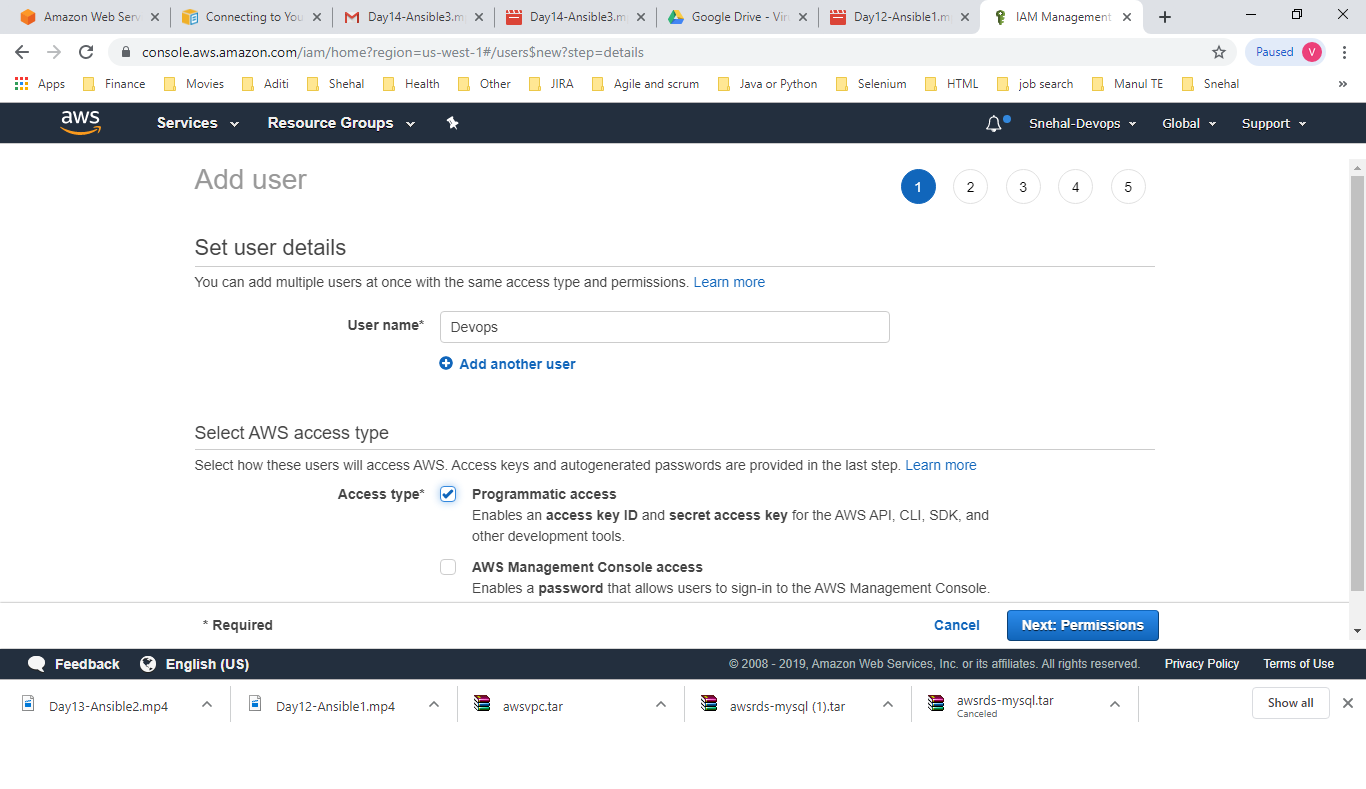 Amazon Web Serv
Connecting to You
Day14-Ansible3.m
Day14-Ansible3.m
Google Drive - Vir
Day12-Ansible1.m
IAM Management
console.aws.amazon.com/iam/home?region=us-west-1#/users$new?step=details
Paused
V
Apps
Finance
Movies
Aditi
Shehal
Health
Other
JIRA
Agile and scrum
Java or Python
Selenium
HTML
job search
Manul TE
Snehal
»
aws
Services
Resource Groups
Snehal-Devops
Global
Support
Add user
1
2
3
4
5
Set user details
You can add multiple users at once with the same access type and permissions. Learn more
User name*
Devops
Add another user
Select AWS access type
Select how these users will access AWS. Access keys and autogenerated passwords are provided in the last step. Learn more
Access type*
Programmatic access
Enables an access key ID and secret access key for the AWS API, CLI, SDK, and
other development tools.
AWS Management Console access
Enables a password that allows users to sign-in to the AWS Management Console.
* Required
Cancel
Next: Permissions
Feedback
English (US)
© 2008 - 2019, Amazon Web Services, Inc. or its affiliates. All rights reserved.
Privacy Policy
Terms of Use
Day13-Ansible2.mp4
Day12-Ansible1.mp4
awsvpc.tar
awsrds-mysql (1).tar
awsrds-mysql.tar
Canceled
Show all